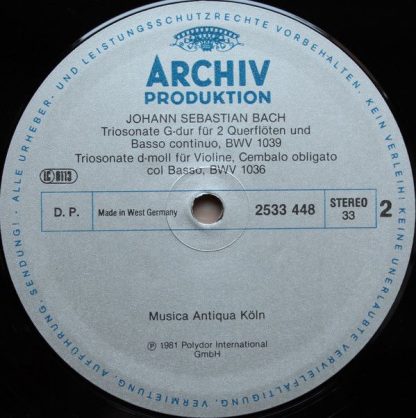 ALLE URHEBER- UND LEISTUNGSSCHUTZRECHTE VORBEHALTEN. KEIN VERLEIH! KEINE UNERLAUBTE VERVIELFÄLTIGUNG, VERMIETUNG, AUFFÜHRUNG, SENDUNG!
ARCHIV
PRODUKTION
JOHANN SEBASTIAN BACH
Triosonate G-dur für 2 Querflöten und
Basso continuo, BWV 1039
Triosonate d-moll für Violine, Cembalo obligato
col Basso, BWV 1036
LC 0113
D. P.
Made in West Germany
2533 448
STEREO
33
2
Musica Antiqua Köln
Ⓟ 1981 Polydor International
GmbH